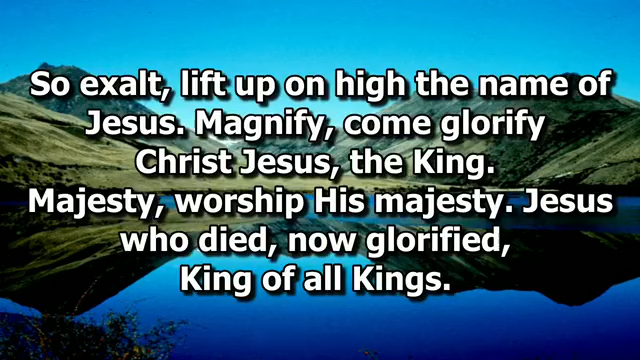 So exalt, lift up on high the name of
Jesus. Magnify, come glorify
Christ Jesus, the King.
Majesty, worship His majesty. Jesus
who died, now glorified,
King of all Kings.